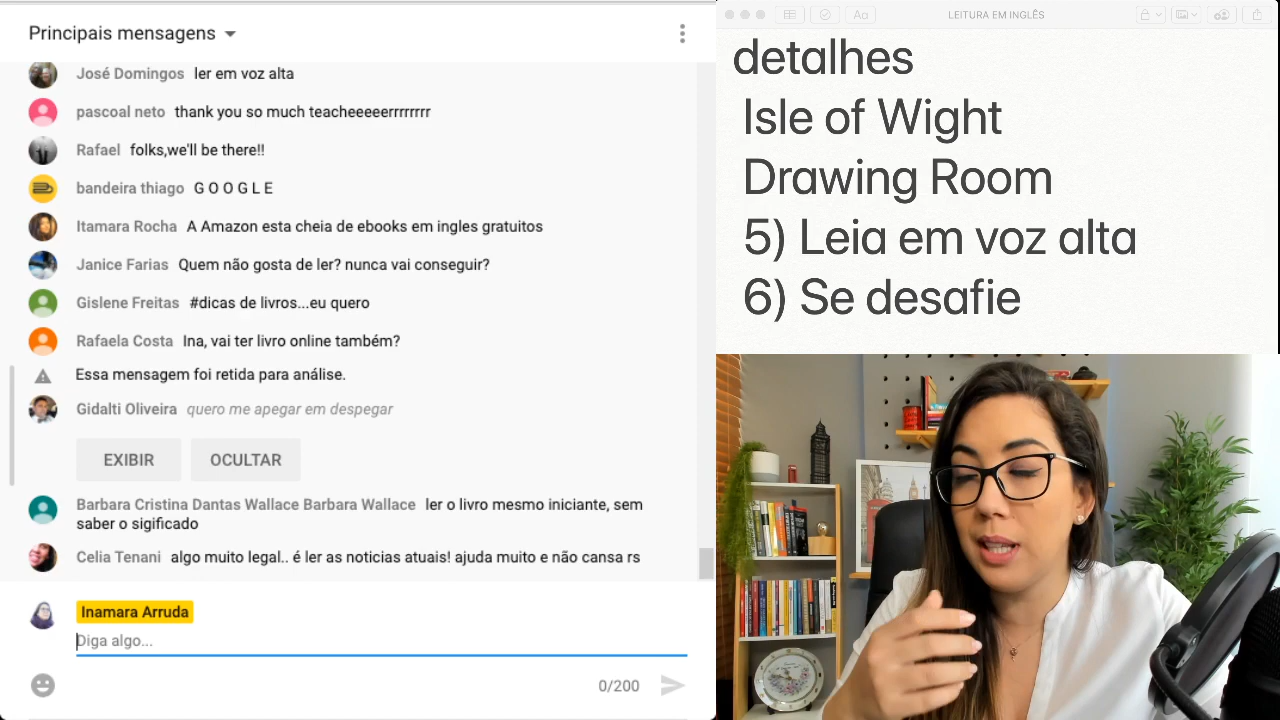 Principais mensagens
José Domingos ler em voz alta
pascoal neto thank you so much teacheeeeerrrrrrrr
Rafael folks,we'll be there!!
bandeira thiago G O O G L E
Itamara Rocha A Amazon esta cheia de ebooks em ingles gratuitos
Janice Farias Quem não gosta de ler? nunca vai conseguir?
Gislene Freitas #dicas de livros...eu quero
Rafaela Costa Ina, vai ter livro online também?
Essa mensagem foi retida para análise.
Gidalti Oliveira quero me apegar em despegar
EXIBIR OCULTAR
Barbara Cristina Dantas Wallace Barbara Wallace ler o livro mesmo iniciante, sem
saber o sigificado
Celia Tenani algo muito legal.. é ler as noticias atuais! ajuda muito e não cansa rs
Inamara Arruda
Diga algo...
0/200
Aa LEITURA EM INGLÊS
detalhes
Isle of Wight
Drawing Room
5) Leia em voz alta
6) Se desafie